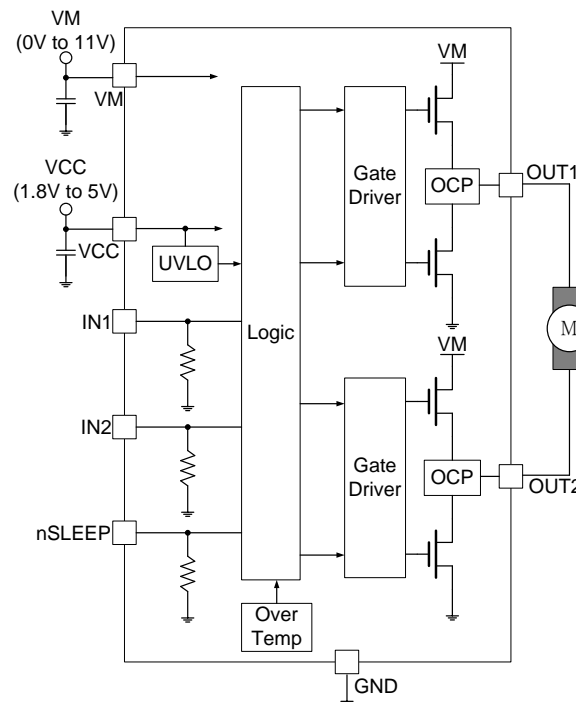 VM
(0V to 11V)
VM
VCC
(1.8V to 5V)
VCC
UVLO
IN1
IN2
nSLEEP
Logic
Over
Temp
Gate
Driver
VM
OCP
OUT1
M
Gate
Driver
VM
OCP
OUT2
GND